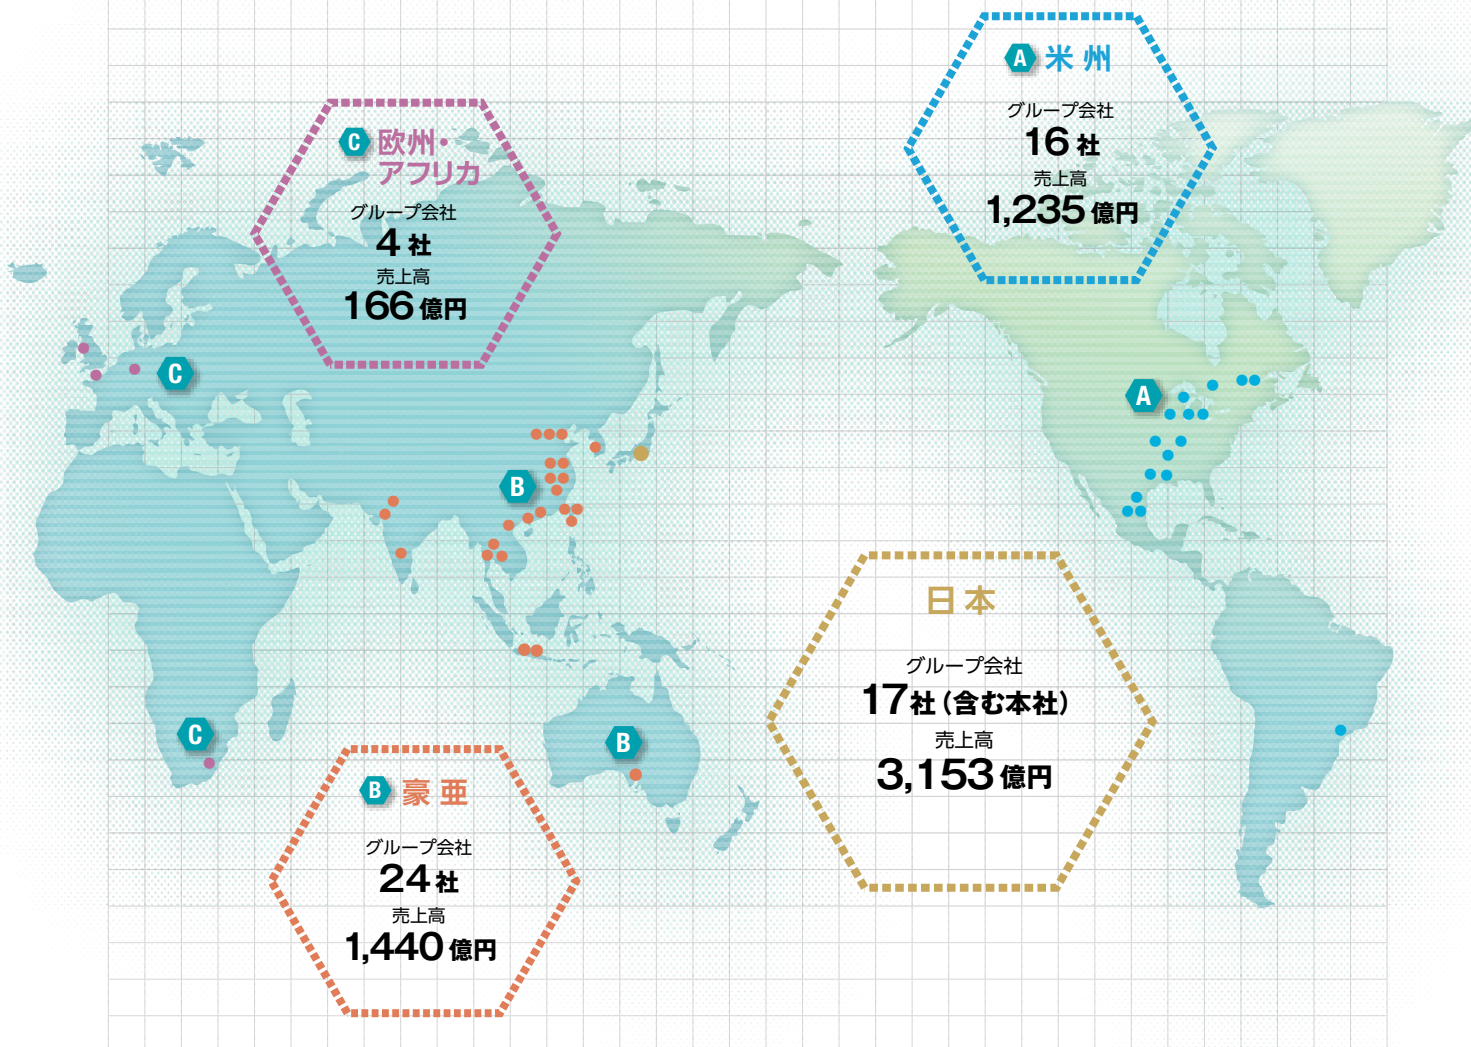 A 米州
グループ会社
16 社
売上高
1,235 億円
C 欧州・
アフリカ
グループ会社
4 社
売上高
166 億円
C
A
B
日本
グループ会社
17社（含む本社）
売上高
3,153 億円
C
B
B 豪亜
グループ会社
24 社
売上高
1,440 億円